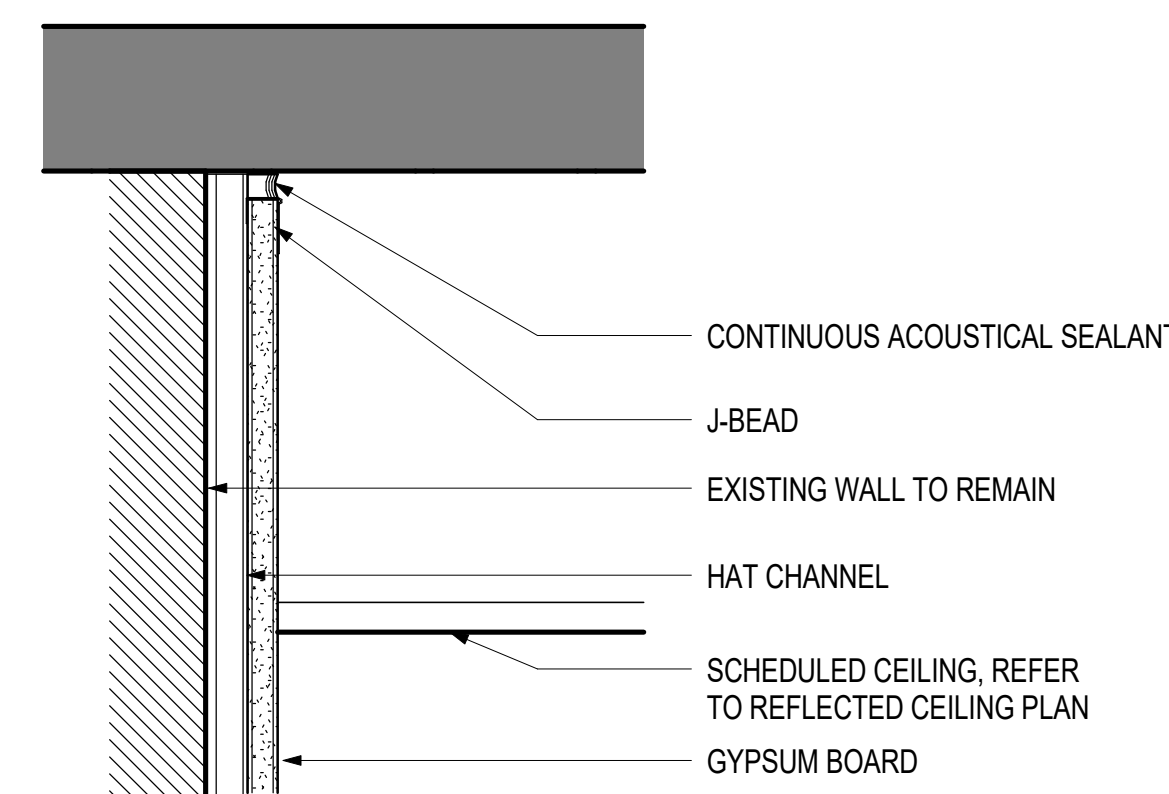 CONTINUOUS ACOUSTICAL SEALANT
J-BEAD
EXISTING WALL TO REMAIN
HAT CHANNEL
SCHEDULED CEILING, REFER
TO REFLECTED CEILING PLAN
GYPSUM BOARD